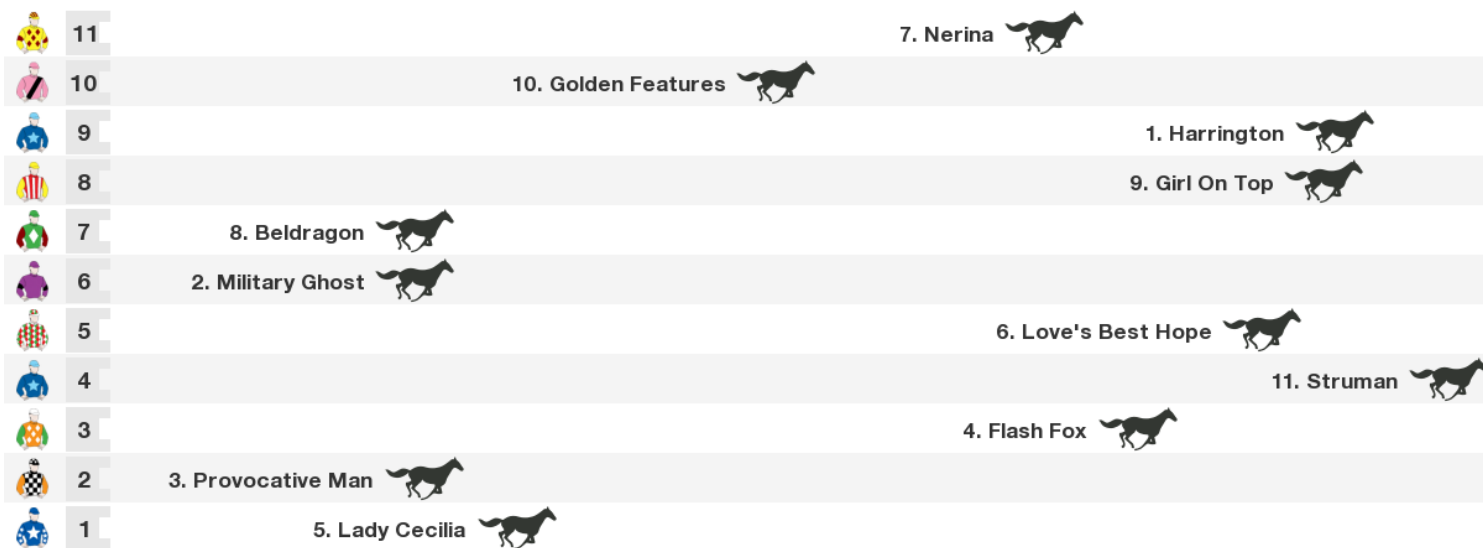 11 7. Nerina
10 10. Golden Features
9 1. Harrington
8 9. Girl On Top
7 8. Beldragon
6 2. Military Ghost
5 6. Love's Best Hope
4 11. Struman
3 4. Flash Fox
2 3. Provocative Man
1 5. Lady Cecilia